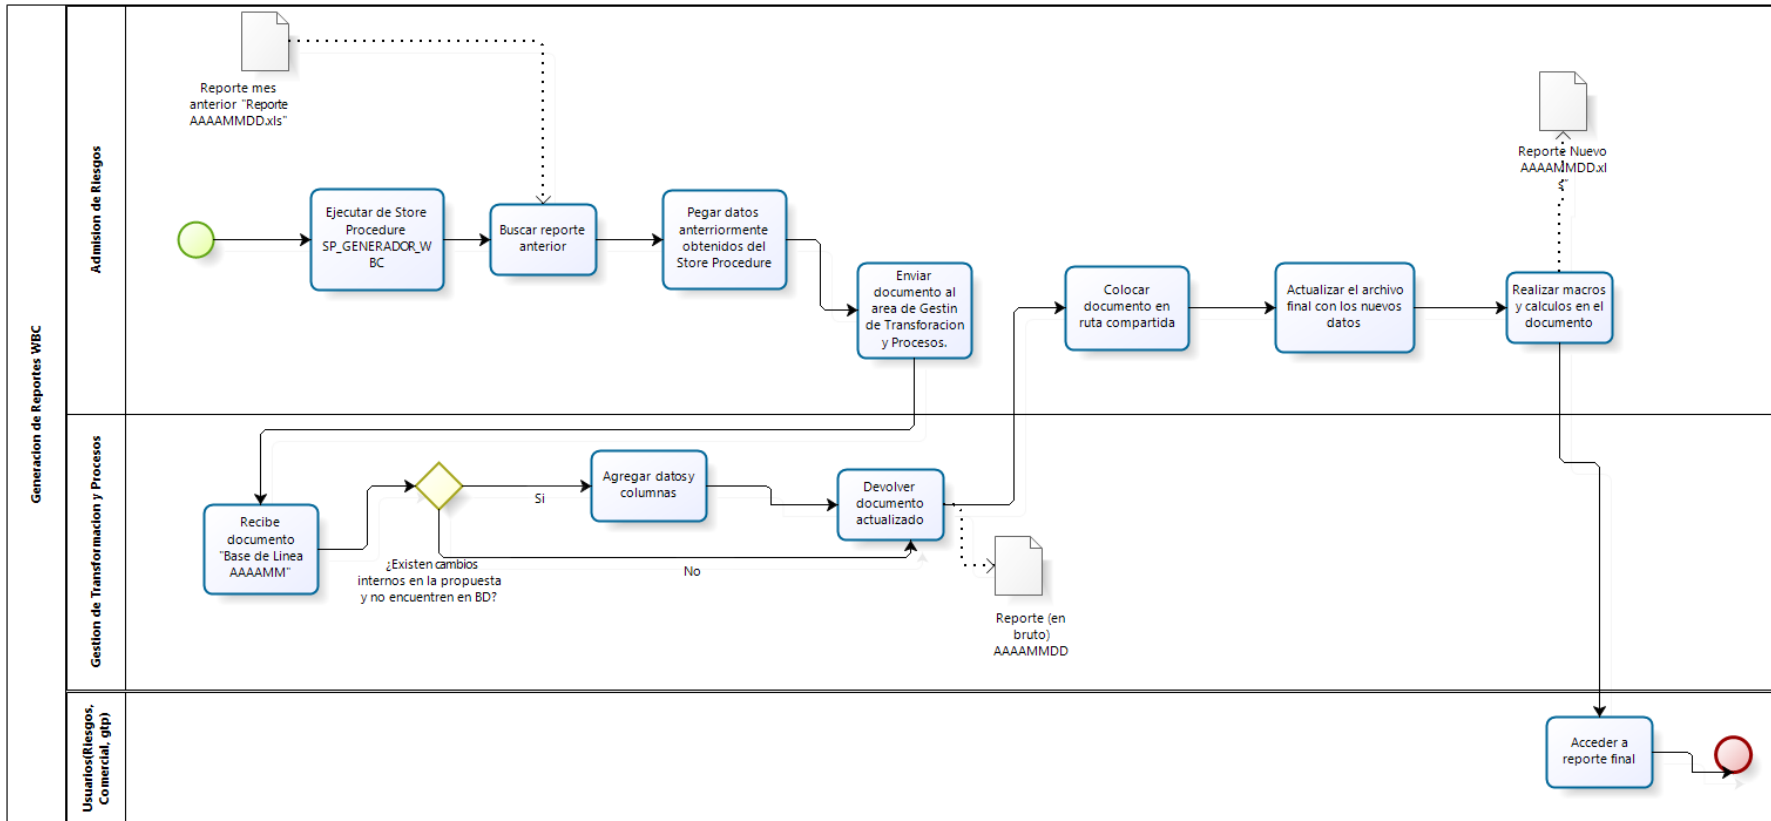 Generacion de Reportes WBC
Admision de Riesgos
Reporte mes
anterior "Reporte
AAAAMMDD.xls"
Ejecutar de Store
Procedure
SP_GENERADOR_W
BC
Buscar reporte
anterior
Pegar datos
anterriormente
obtenidos del
Store Procedure
Enviar
documento al
area de Gestin
de Transforacion
y Procesos.
Colocar
documento en
ruta compartida
Actualizar el archivo
final con los nuevos
datos
Realizar macros
y calculos en el
documento
Reporte Nuevo
AAAAMMDD.xl
s"
Gestion de Transformacion y Procesos
Recibe
documento
"Base de Linea
AAAAMM"
¿Existen cambios
internos en la propuesta
y no encuentren en BD?
Si
No
Agregar datos y
columnas
Devolver
documento
actualizado
Reporte (en
bruto)
AAAAMMDD
Usuarios(Riesgos,
Comercial, gtp)
Acceder a
reporte final